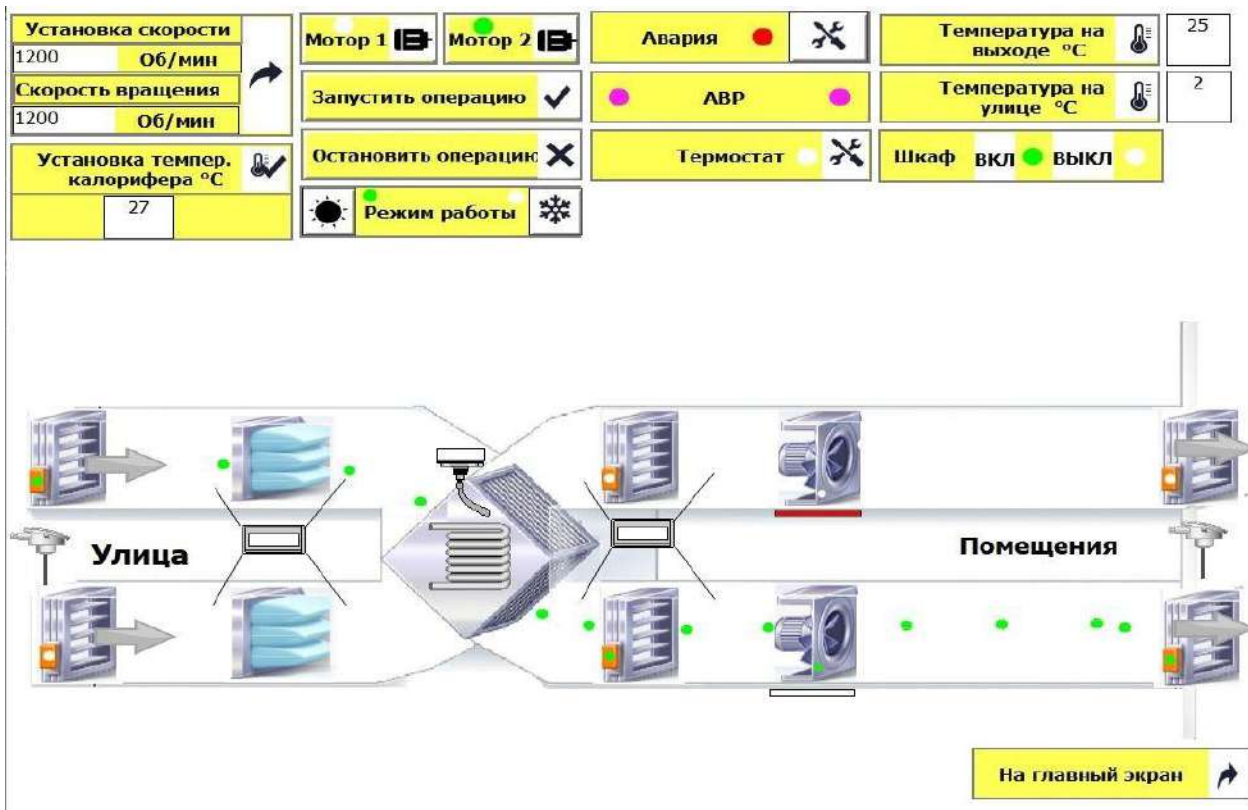 Установка скорости
1200 Об/мин
Скорость вращения
1200 Об/мин
Установка темпер.
калорифера °С
27
Мотор 1
Мотор 2
Запустить операцию
Остановить операцию
Режим работы
Авария
АВР
Термостат
Температура на
выходе °С
25
Температура на
улице °С
2
Шкаф ВКЛ ВЫКЛ
Улица
Помещения
На главный экран